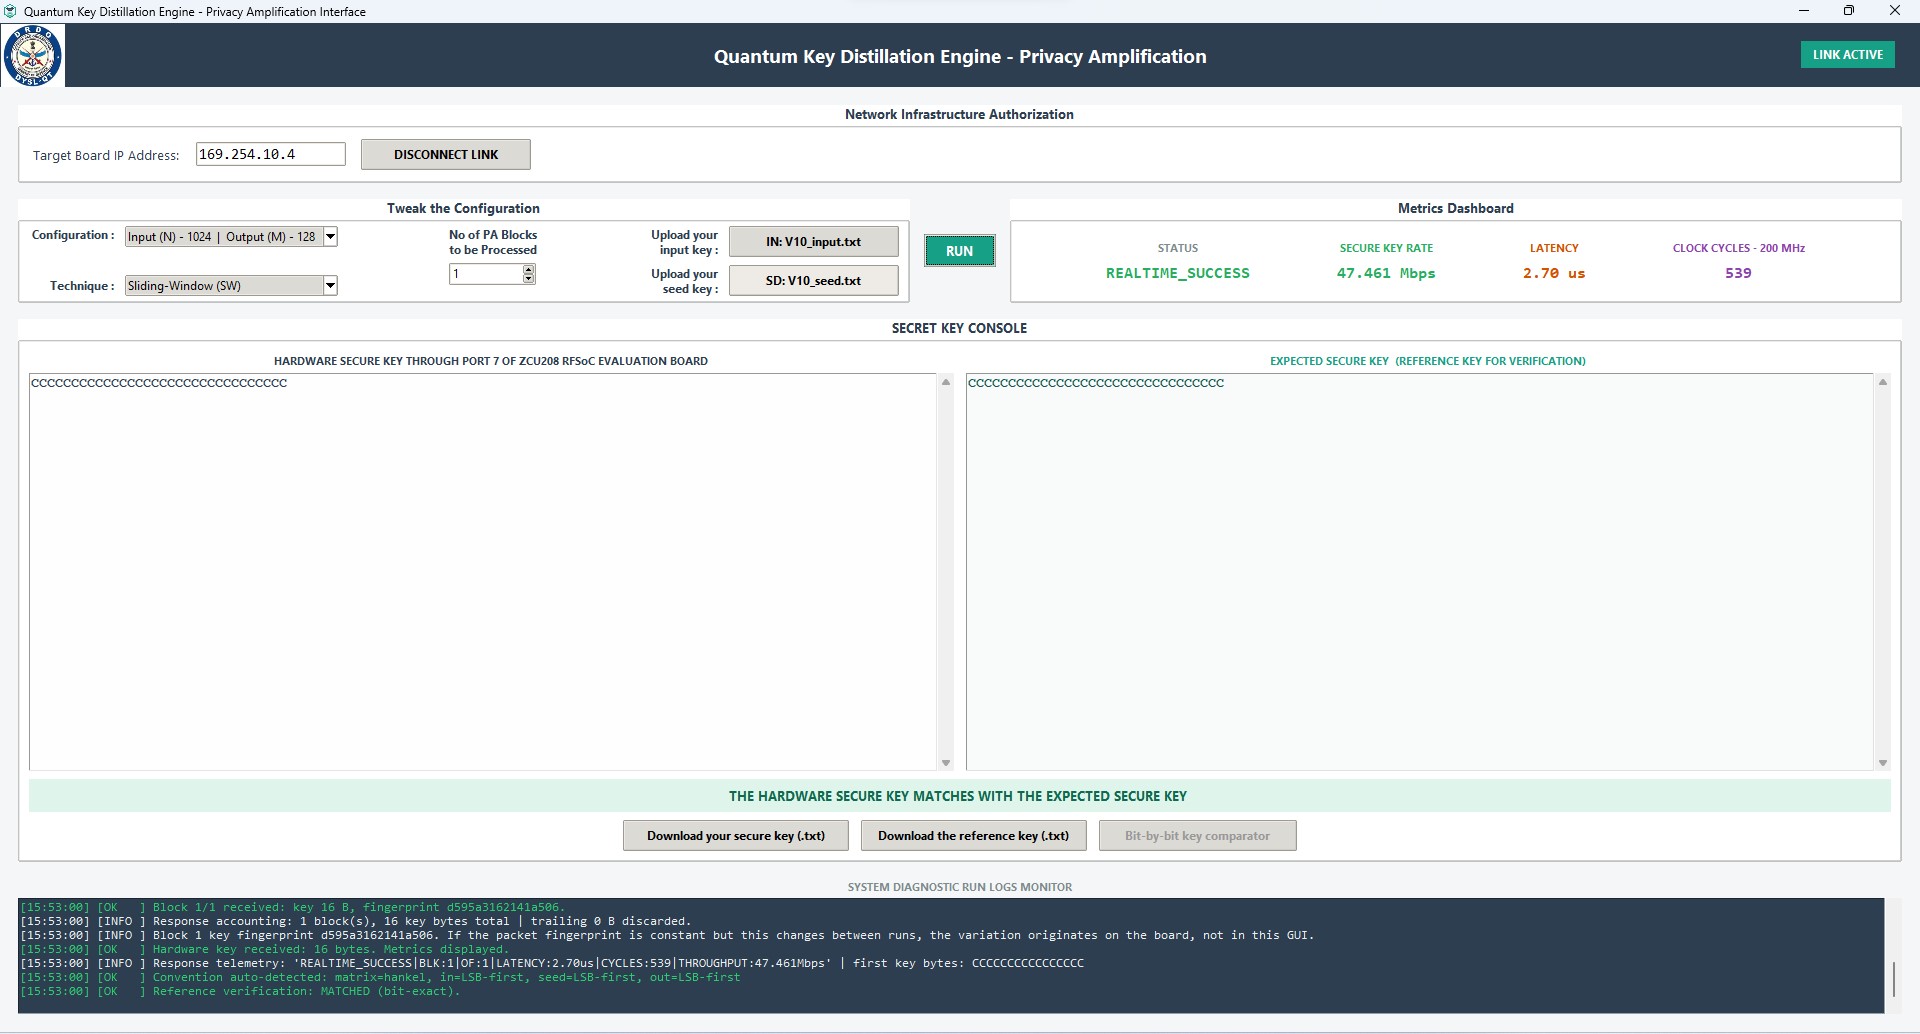 Quantum Key Distillation Engine - Privacy Amplification Interface
DRDO
DYSL-QT
Quantum Key Distillation Engine - Privacy Amplification
LINK ACTIVE
Network Infrastructure Authorization
Target Board IP Address:
169.254.10.4
DISCONNECT LINK
Tweak the Configuration
Configuration :
Input (N) - 1024 | Output (M) - 128
Technique :
Sliding-Window (SW)
No of PA Blocks
to be Processed
1
Upload your
input key :
IN: V10_input.txt
Upload your
seed key :
SD: V10_seed.txt
RUN
Metrics Dashboard
STATUS
REALTIME_SUCCESS
SECURE KEY RATE
47.461 Mbps
LATENCY
2.70 us
CLOCK CYCLES - 200 MHz
539
SECRET KEY CONSOLE
HARDWARE SECURE KEY THROUGH PORT 7 OF ZCU208 RFSoC EVALUATION BOARD
CCCCCCCCCCCCCCCCCCCCCCCCCCCCCCCC
EXPECTED SECURE KEY (REFERENCE KEY FOR VERIFICATION)
CCCCCCCCCCCCCCCCCCCCCCCCCCCCCCCC
THE HARDWARE SECURE KEY MATCHES WITH THE EXPECTED SECURE KEY
Download your secure key (.txt)
Download the reference key (.txt)
Bit-by-bit key comparator
SYSTEM DIAGNOSTIC RUN LOGS MONITOR
[15:53:00] [OK   ] Block 1/1 received: key 16 B, fingerprint d595a3162141a506.
[15:53:00] [INFO ] Response accounting: 1 block(s), 16 key bytes total | trailing 0 B discarded.
[15:53:00] [INFO ] Block 1 key fingerprint d595a3162141a506. If the packet fingerprint is constant but this changes between runs, the variation originates on the board, not in this GUI.
[15:53:00] [OK   ] Hardware key received: 16 bytes. Metrics displayed.
[15:53:00] [INFO ] Response telemetry: 'REALTIME_SUCCESS|BLK:1|OF:1|LATENCY:2.70us|CYCLES:539|THROUGHPUT:47.461Mbps' | first key bytes: CCCCCCCCCCCCCCCC
[15:53:00] [OK   ] Convention auto-detected: matrix=hankel, in=LSB-first, seed=LSB-first, out=LSB-first
[15:53:00] [OK   ] Reference verification: MATCHED (bit-exact).